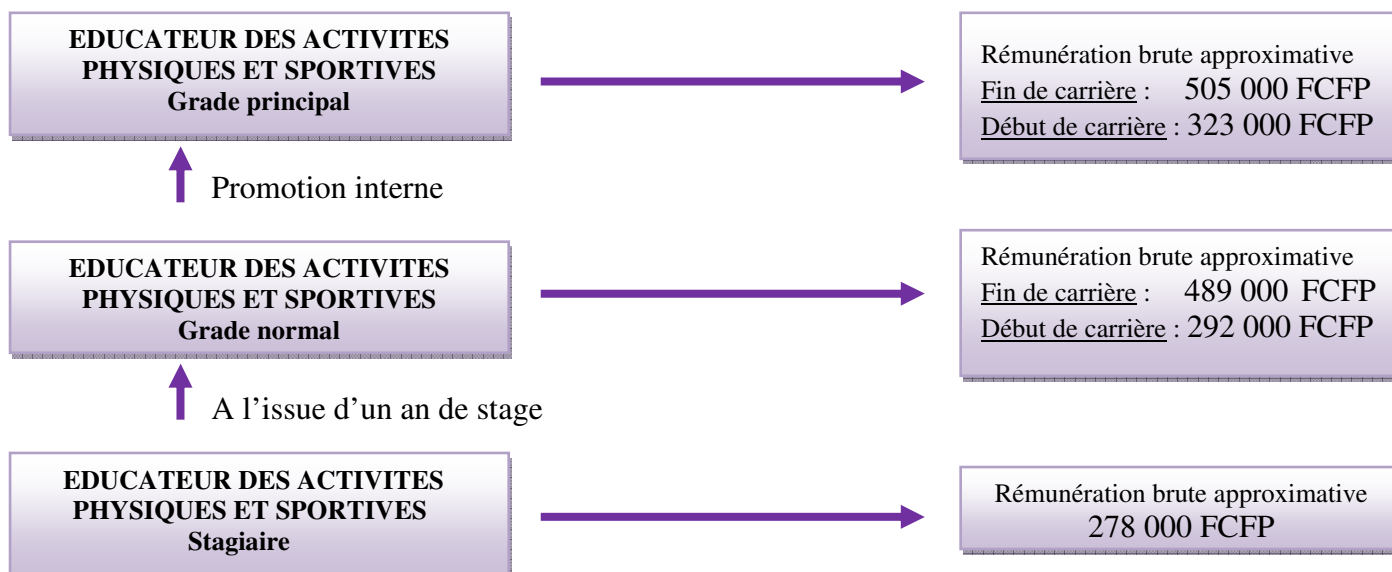 EDUCATEUR DES ACTIVITES
PHYSIQUES ET SPORTIVES
Grade principal
Rémunération brute approximative
Fin de carrière : 505 000 FCFP
Début de carrière : 323 000 FCFP
Promotion interne
EDUCATEUR DES ACTIVITES
PHYSIQUES ET SPORTIVES
Grade normal
Rémunération brute approximative
Fin de carrière : 489 000 FCFP
Début de carrière : 292 000 FCFP
A l’issue d’un an de stage
EDUCATEUR DES ACTIVITES
PHYSIQUES ET SPORTIVES
Stagiaire
Rémunération brute approximative
278 000 FCFP